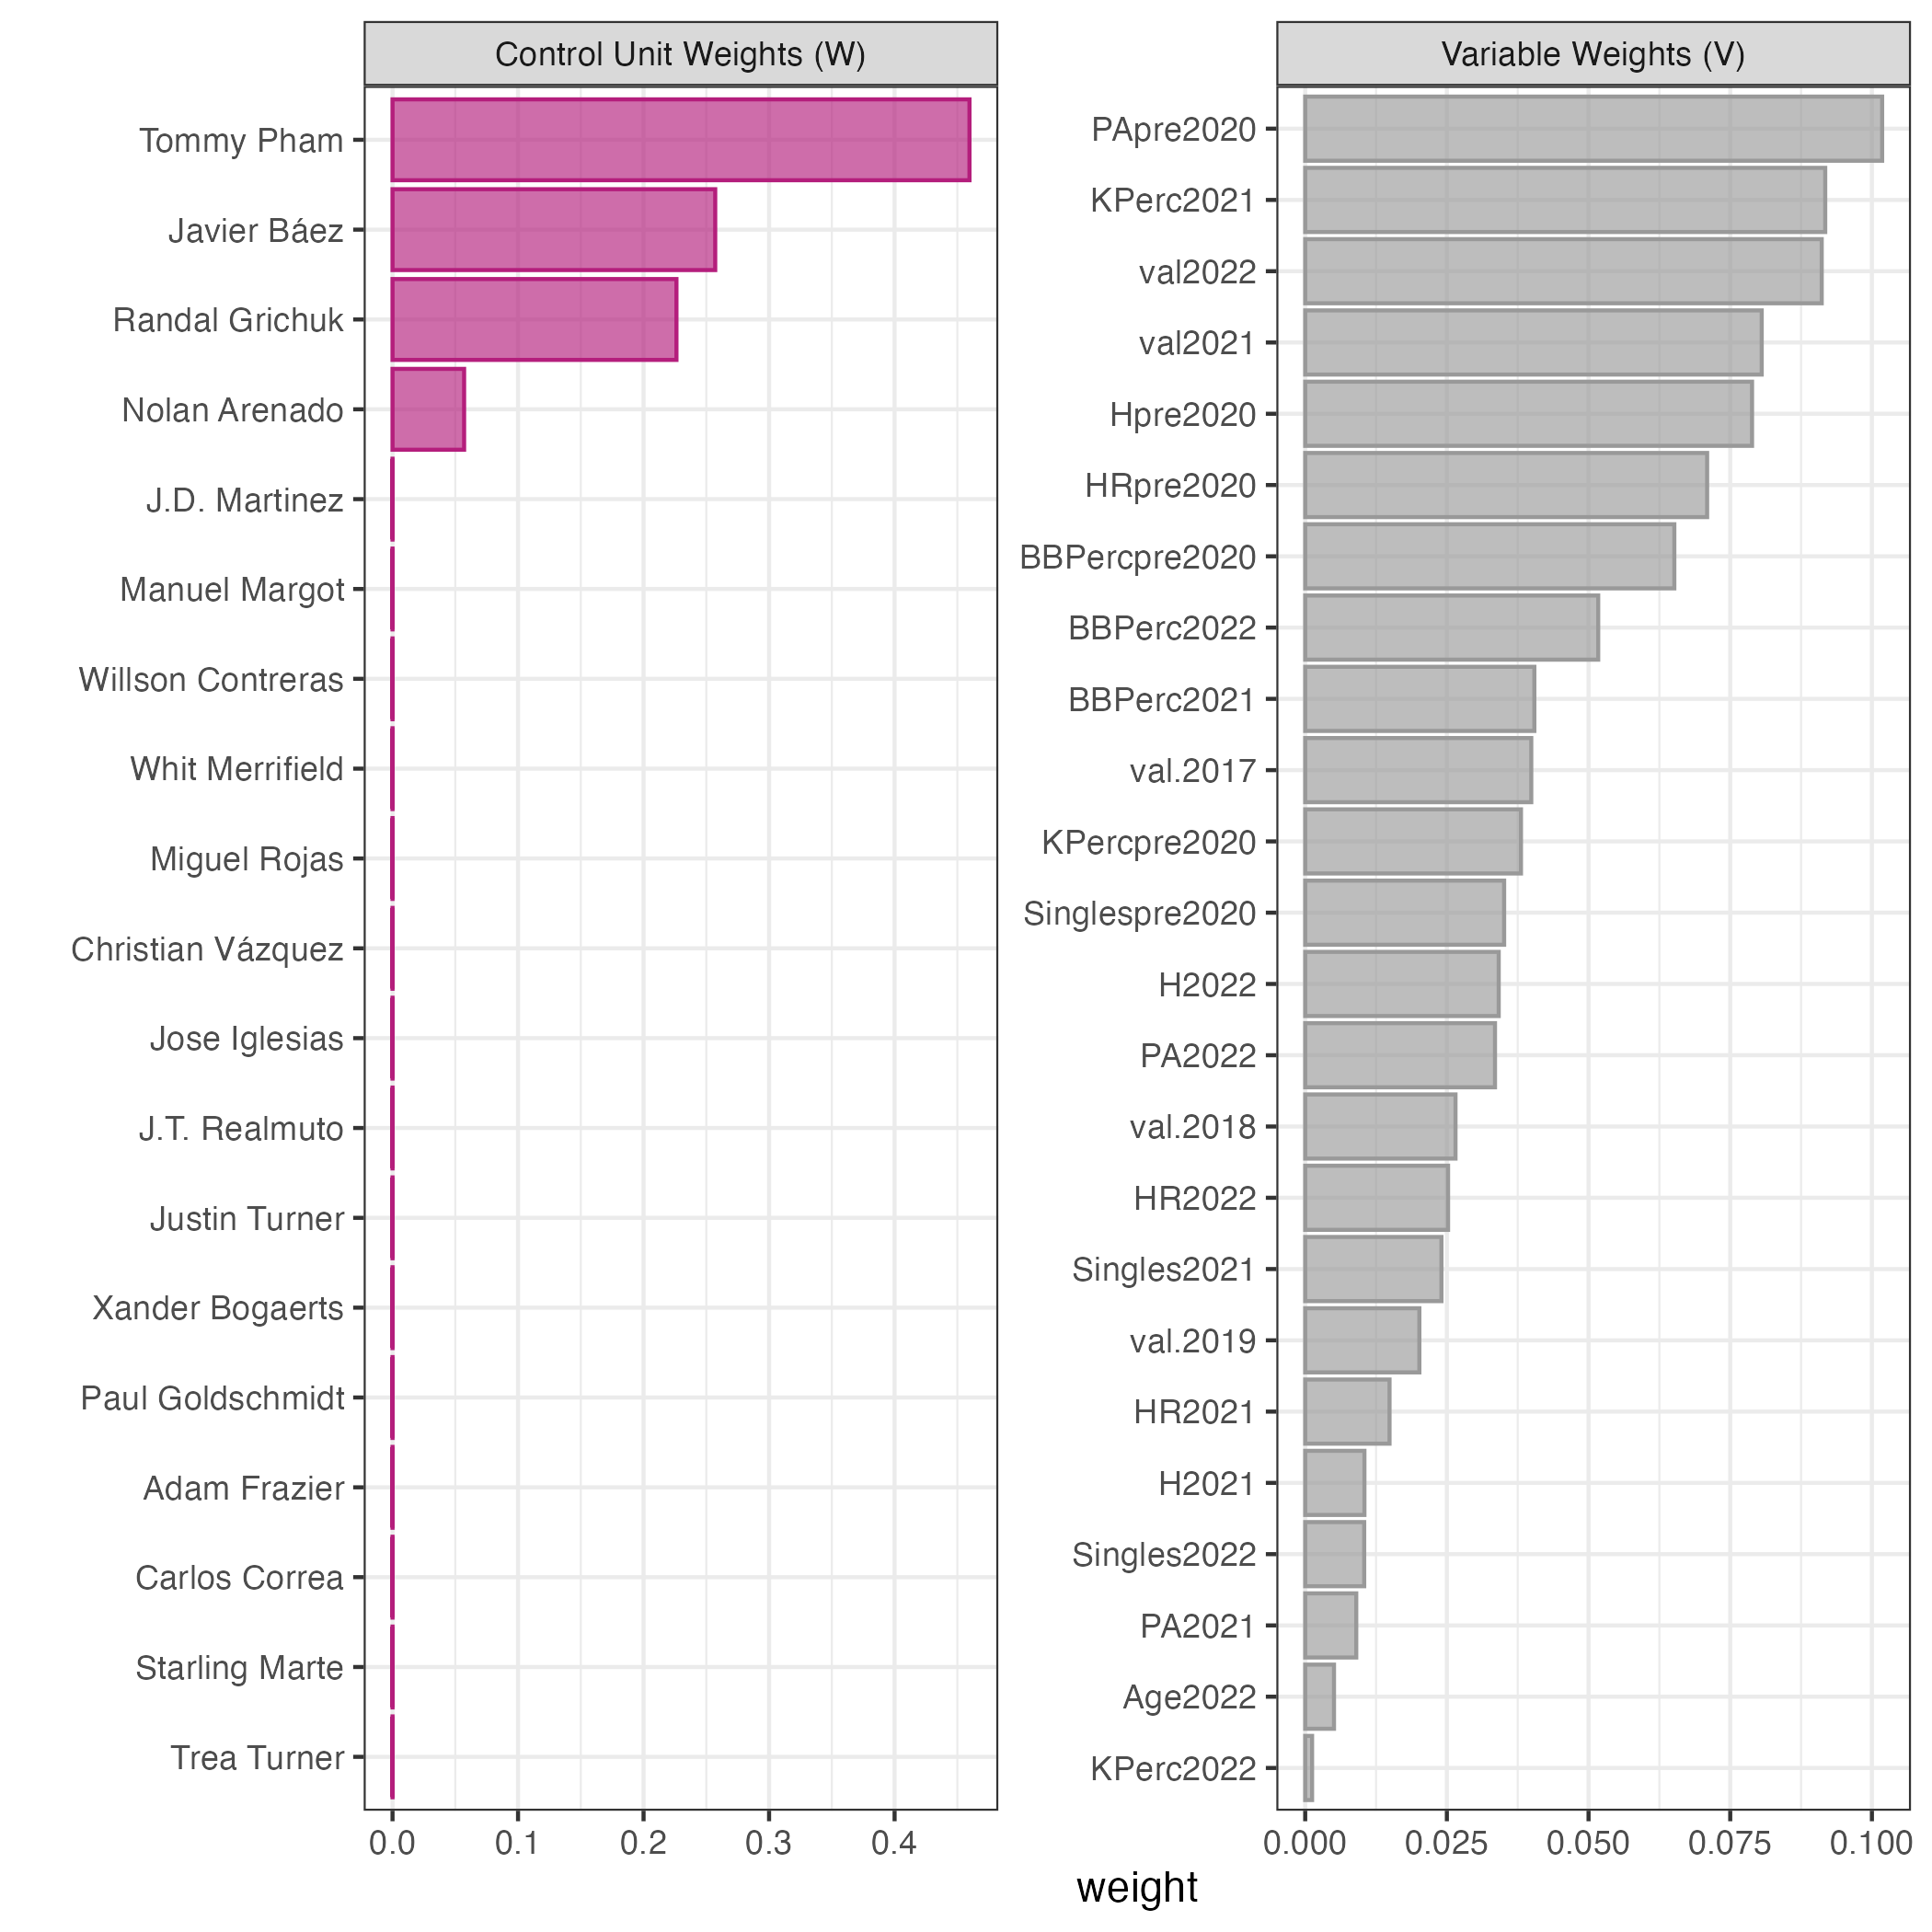 Control Unit Weights (W)
Tommy Pham
Javier Báez
Randal Grichuk
Nolan Arenado
J.D. Martinez
Manuel Margot
Willson Contreras
Whit Merrifield
Miguel Rojas
Christian Vázquez
Jose Iglesias
J.T. Realmuto
Justin Turner
Xander Bogaerts
Paul Goldschmidt
Adam Frazier
Carlos Correa
Starling Marte
Trea Turner
0.0 0.1 0.2 0.3 0.4
Variable Weights (V)
PApre2020
KPerc2021
val2022
val2021
Hpre2020
HRpre2020
BBPercpre2020
BBPerc2022
BBPerc2021
val.2017
KPercpre2020
Singlespre2020
H2022
PA2022
val.2018
HR2022
Singles2021
val.2019
HR2021
H2021
Singles2022
PA2021
Age2022
KPerc2022
0.000 0.025 0.050 0.075 0.100
weight